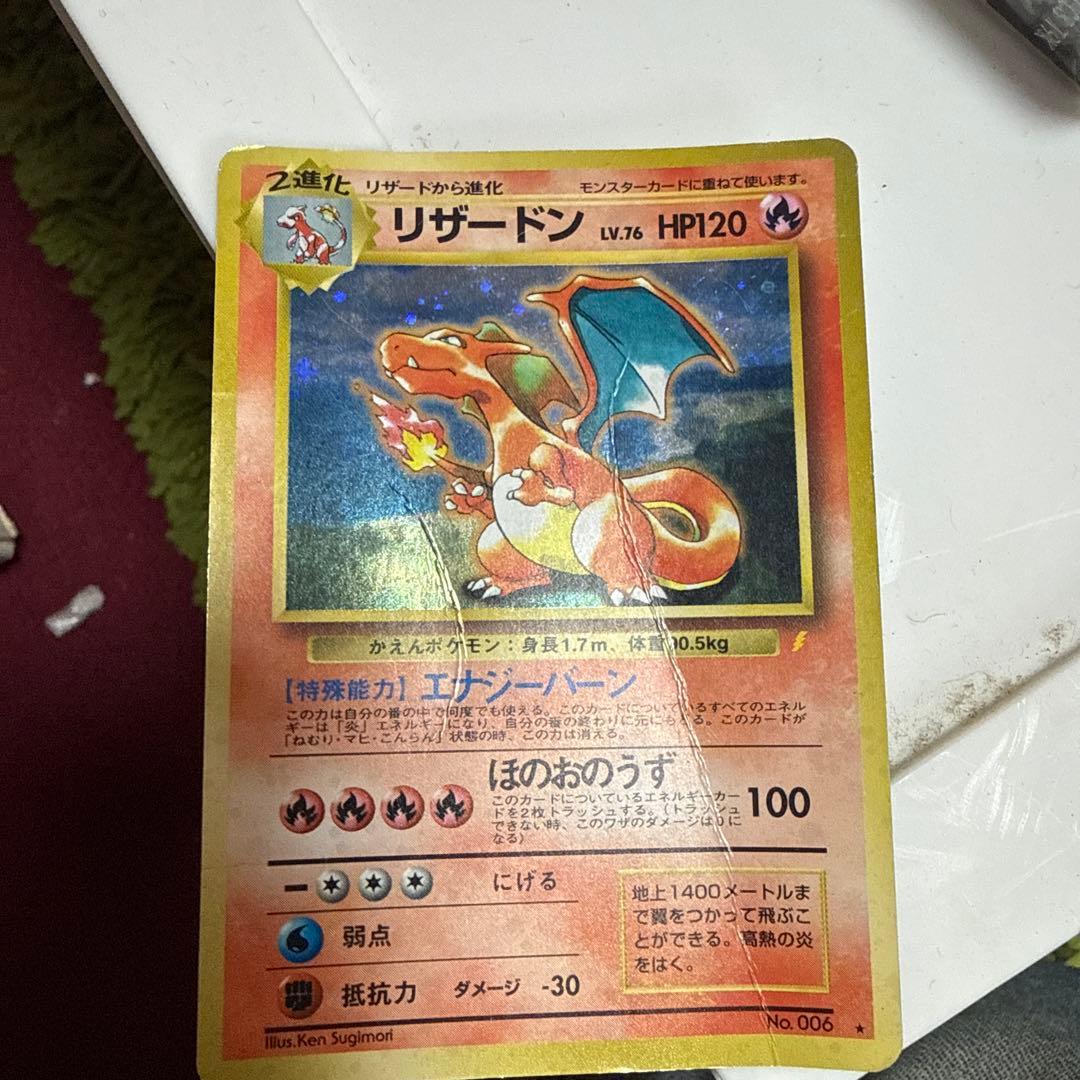 2進化 リザードから進化 モンスターカードに重ねて使います。
リザードン LV.76 HP120
かえんポケモン：身長1.7m、体重90.5kg
【特殊能力】エナジーバーン
この力は自分の番の中で何度でも使える。このカードについているすべてのエネル
ギーは「炎」エネルギーになり、自分の番の終わりに元にもどる。このカードが
「ねむり・マヒ・こんらん」状態の時、この力は消える。
ほのおのうず
このカードについているエネルギーカー
ドを2枚トラッシュする。（トラッシュ
できない時、このワザのダメージは0に
なる）
100
にげる
弱点
抵抗力 ダメージ -30
地上1400メートルま
で翼をつかって飛ぶこ
とができる。高熱の炎
をはく。
Illus.Ken Sugimori
No.006